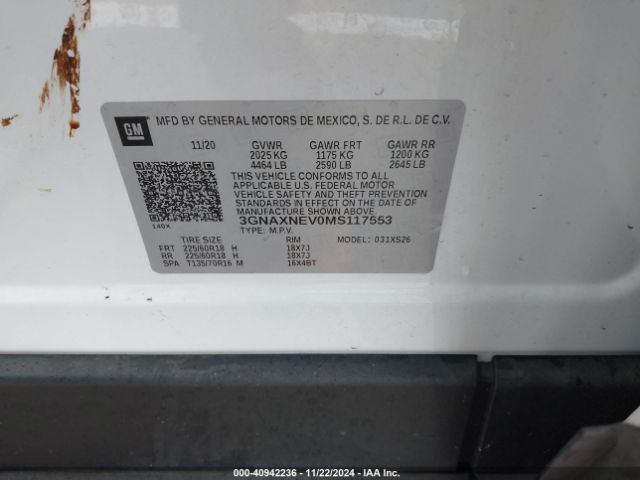 GM
MFD BY GENERAL MOTORS DE MEXICO, S. DE R.L. DE C.V.
11/20 GVWR GAWR FRT GAWR RR
2025 KG 1175 KG 1200 KG
4464 LB 2590 LB 2645 LB
THIS VEHICLE CONFORMS TO ALL
APPLICABLE U.S. FEDERAL MOTOR
VEHICLE SAFETY AND THEFT PREVENTION
STANDARDS IN EFFECT ON THE DATE
OF MANUFACTURE SHOWN ABOVE.
140X
3GNAXNEV0MS117553
TYPE: M.P.V.
TIRE SIZE RIM MODEL: 031XS26
FRT 225/60R18 H 18X7J
RR 225/60R18 H 18X7J
SPA T135/70R16 M 16X4BT
Stock #: 40942236 - 11/22/2024 - IAA Inc.